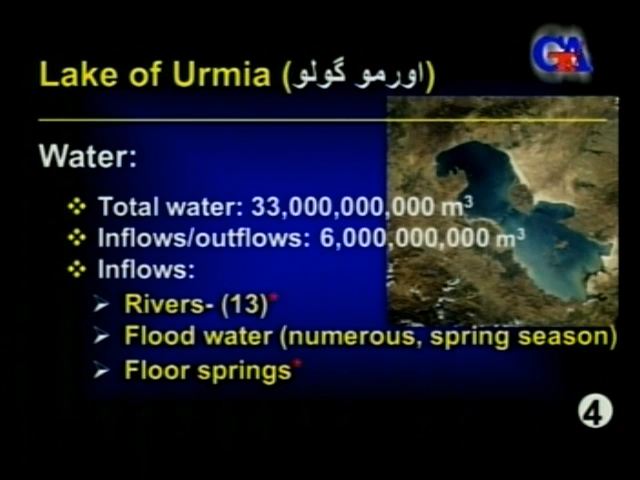 Lake of Urmia (اورمو گولو)
Water:
Total water: 33,000,000,000 m³
Inflows/outflows: 6,000,000,000 m³
Inflows:
Rivers- (13)*
Flood water (numerous, spring season)
Floor springs*
4